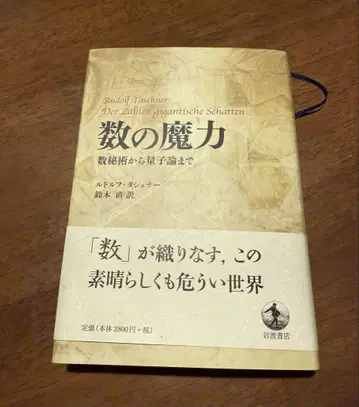 Rudolf Taschner
Der Zahlen gigantische Schatten
数の魔力
数秘術から量子論まで
ルドルフ・タシュナー
鈴木 直 訳
「数」が織りなす，この
素晴らしくも危うい世界
定価（本体2800円+税）
岩波書店